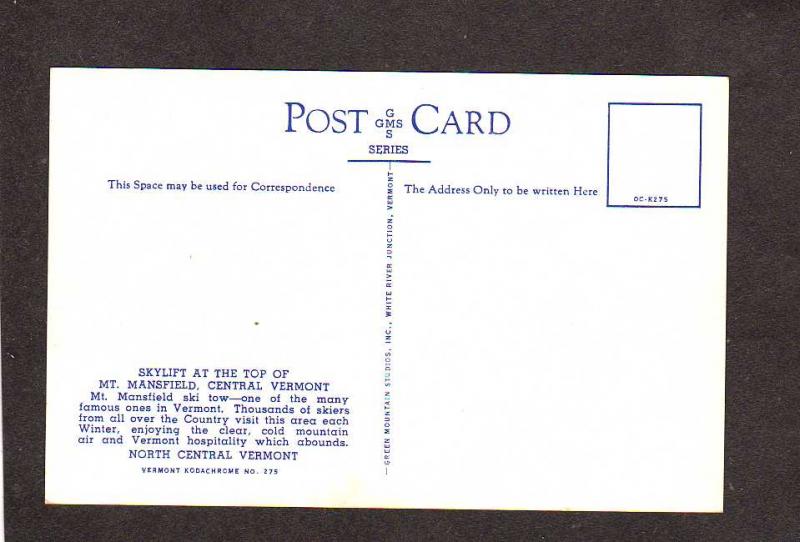 POST CARD
G
GMS
S
SERIES
This Space may be used for Correspondence
The Address Only to be written Here
OC-K275
—GREEN MOUNTAIN STUDIOS, INC., WHITE RIVER JUNCTION, VERMONT—
SKYLIFT AT THE TOP OF
MT. MANSFIELD, CENTRAL VERMONT
Mt. Mansfield ski tow—one of the many
famous ones in Vermont. Thousands of skiers
from all over the Country visit this area each
Winter, enjoying the clear, cold mountain
air and Vermont hospitality which abounds.
NORTH CENTRAL VERMONT
VERMONT KODACHROME NO. 275